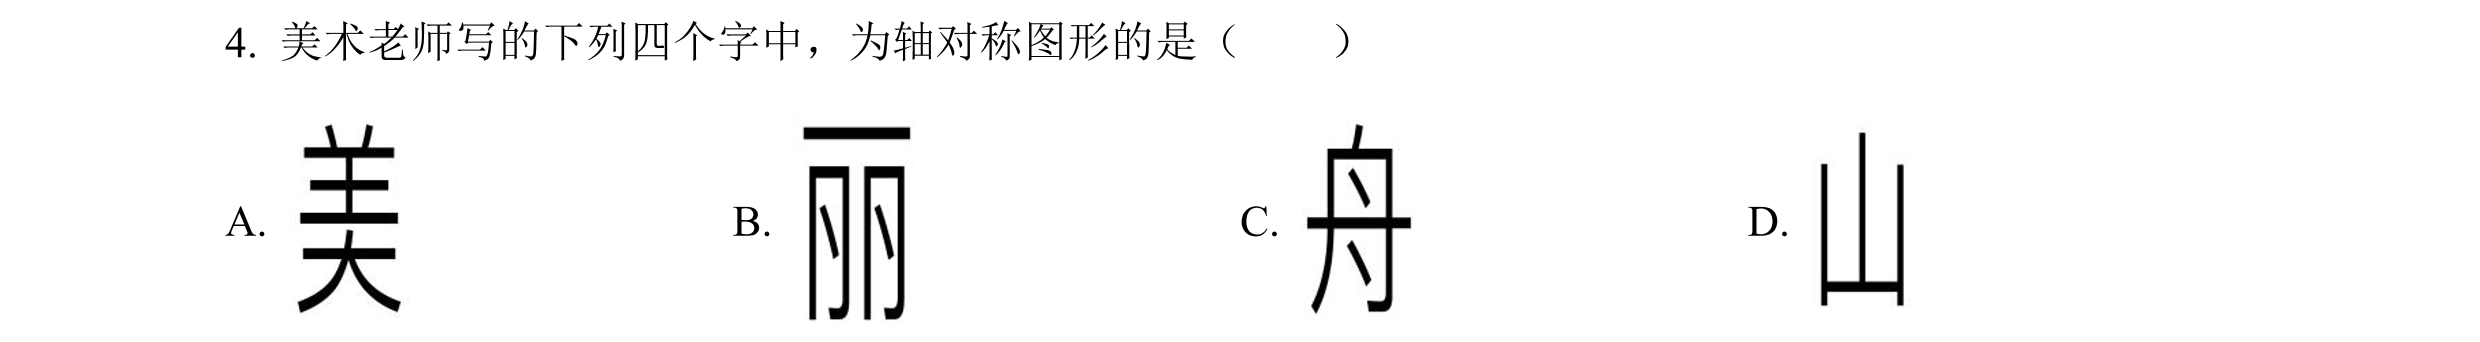 4. 美术老师写的下列四个字中，为轴对称图形的是（　　）
A. 美 B. 丽 C. 舟 D. 山